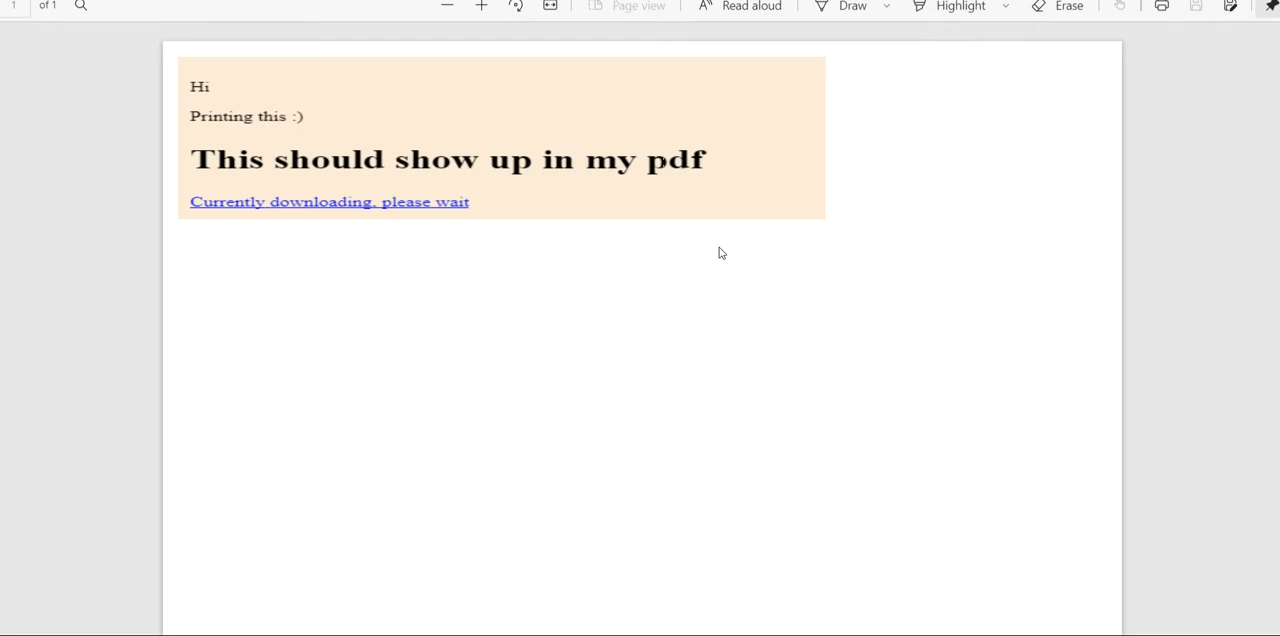 1 of 1 Page view Read aloud Draw Highlight Erase
Hi
Printing this :)
This should show up in my pdf
Currently downloading, please wait